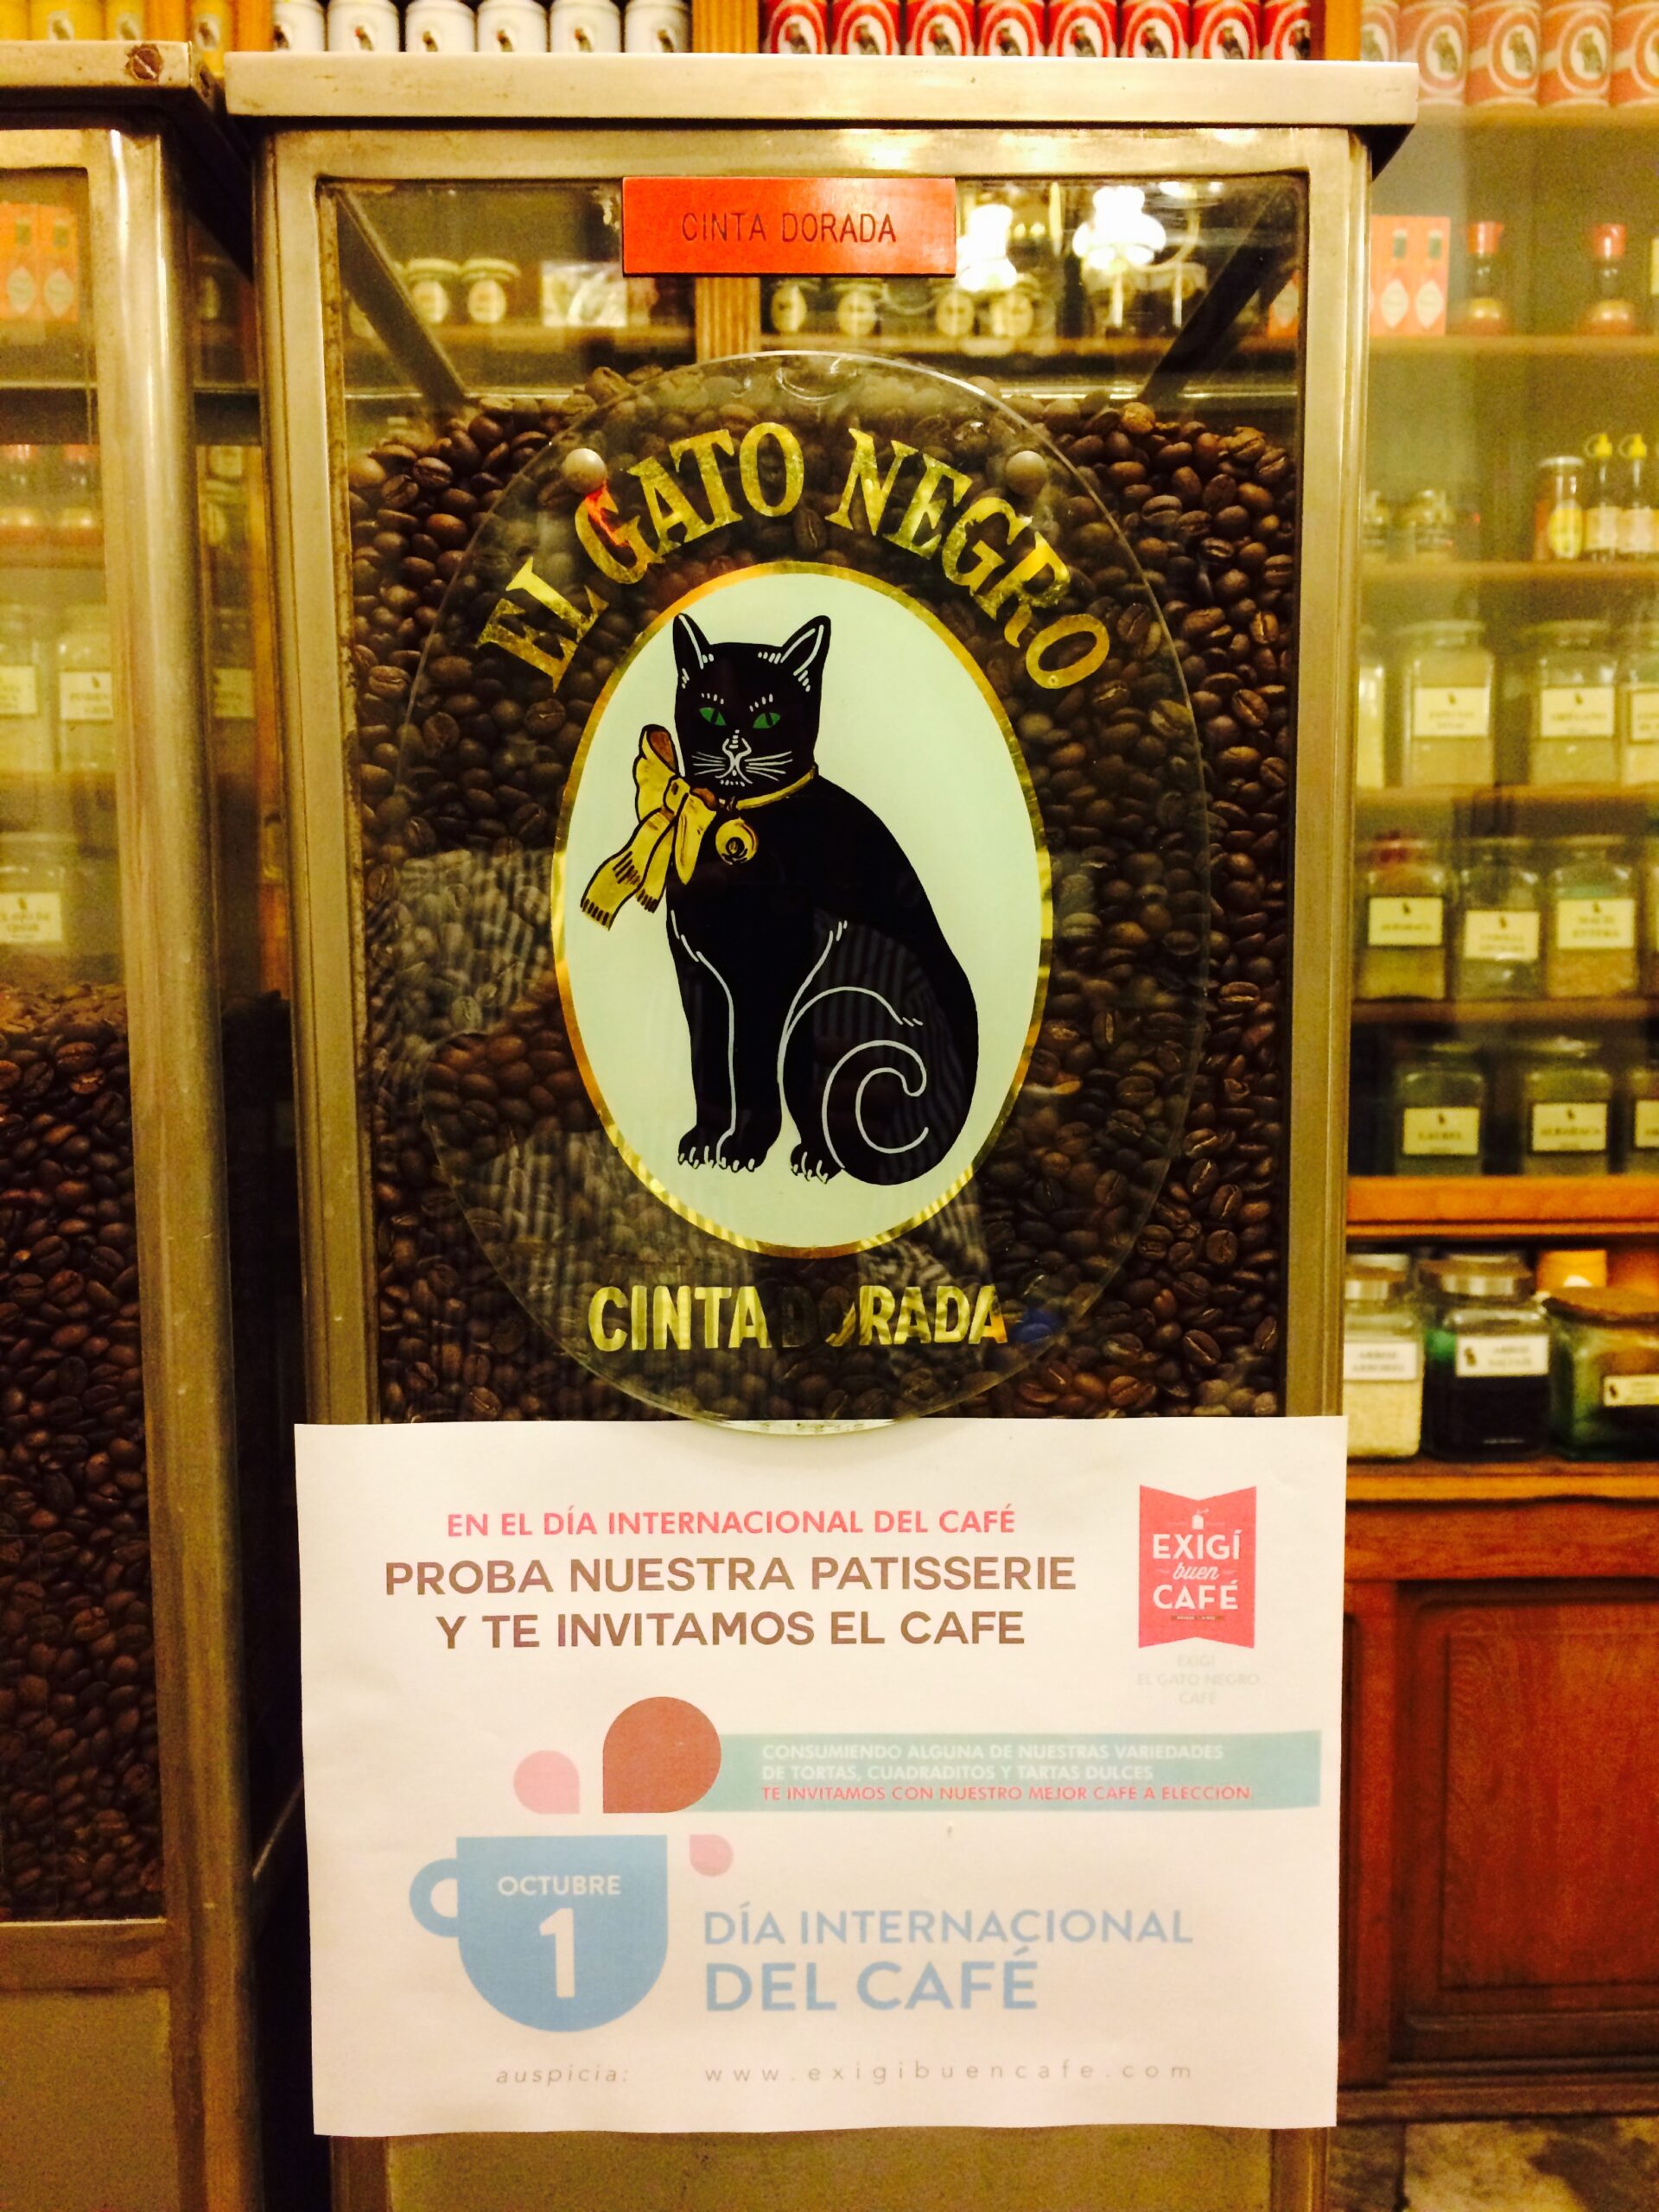 CINTA DORADA
EL GATO NEGRO
CINTA DORADA
EN EL DÍA INTERNACIONAL DEL CAFÉ
PROBA NUESTRA PATISSERIE
Y TE INVITAMOS EL CAFE
EXIGÍ
buen
CAFÉ
EXIGÍ
EL GATO NEGRO
CAFE
CONSUMIENDO ALGUNA DE NUESTRAS VARIEDADES
DE TORTAS, CUADRADITOS Y TARTAS DULCES
TE INVITAMOS CON NUESTRO MEJOR CAFE A ELECCION
OCTUBRE
1
DÍA INTERNACIONAL
DEL CAFÉ
auspicia: www.exigibuencafe.com